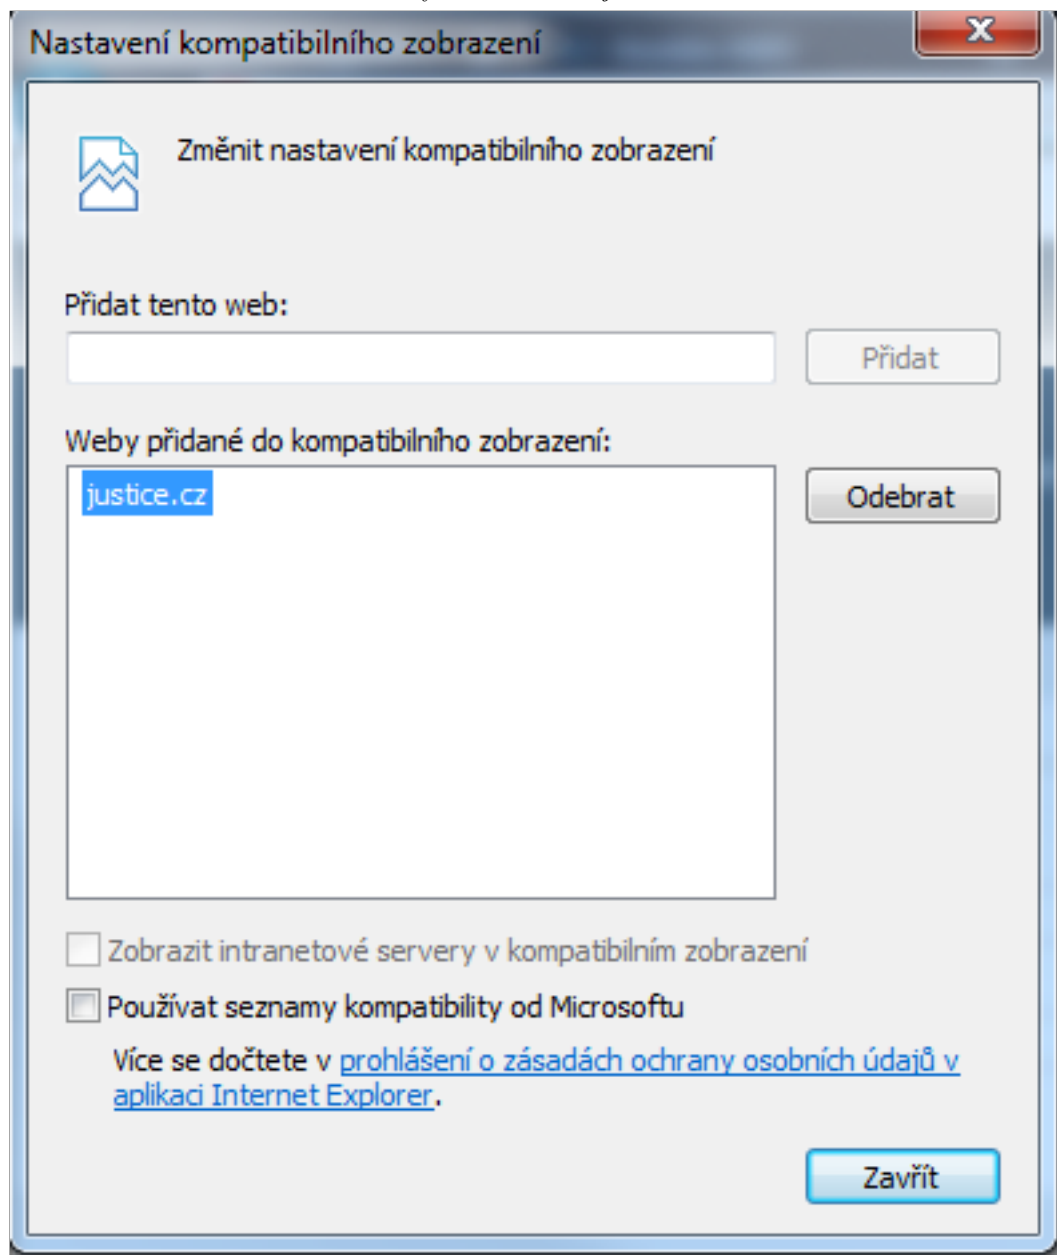 Nastavení kompatibilního zobrazení
Změnit nastavení kompatibilního zobrazení
Přidat tento web:
Přidat
Weby přidané do kompatibilního zobrazení:
justice.cz
Odebrat
Zobrazit intranetové servery v kompatibilním zobrazení
Používat seznamy kompatibility od Microsoftu
Více se dočtete v prohlášení o zásadách ochrany osobních údajů v
aplikaci Internet Explorer.
Zavřít